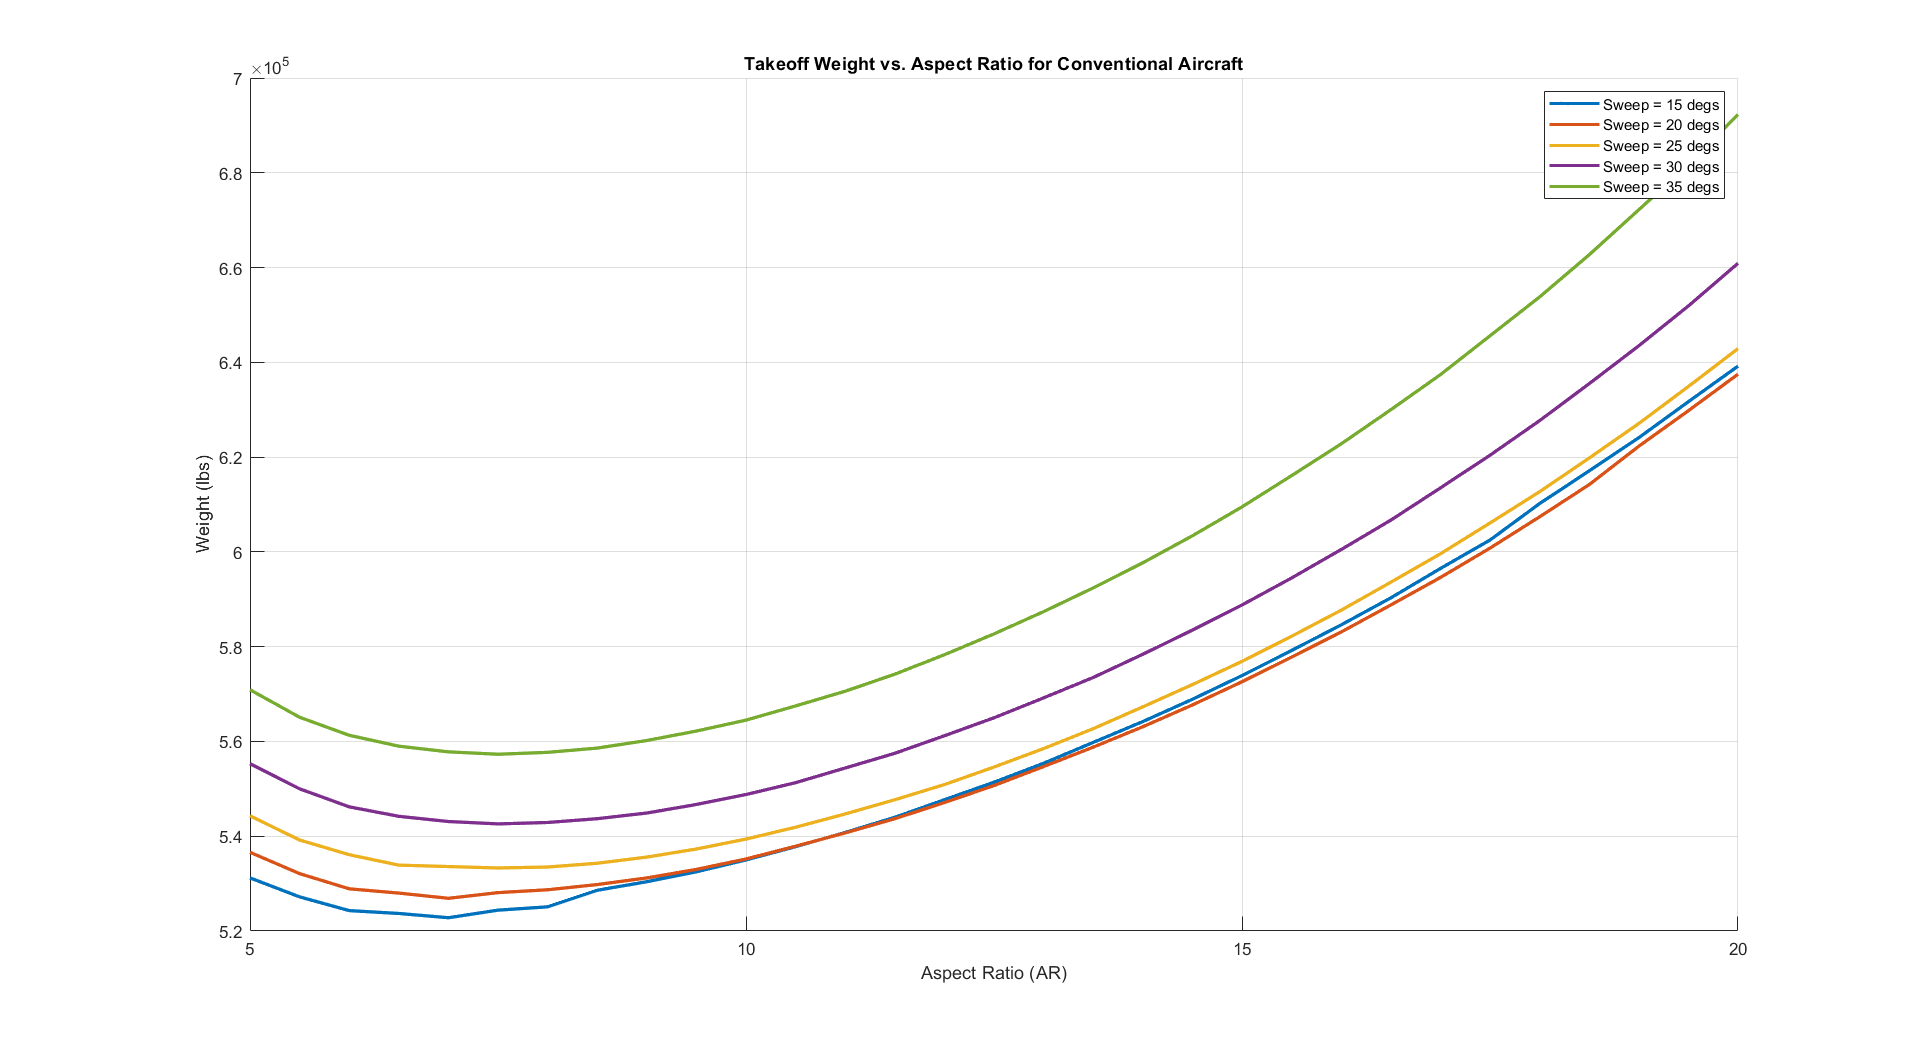 Takeoff Weight vs. Aspect Ratio for Conventional Aircraft
×10⁵
7
6.8
6.6
6.4
6.2
6
5.8
5.6
5.4
5.2
Weight (lbs)
Sweep = 15 degs
Sweep = 20 degs
Sweep = 25 degs
Sweep = 30 degs
Sweep = 35 degs
5 10 15 20
Aspect Ratio (AR)